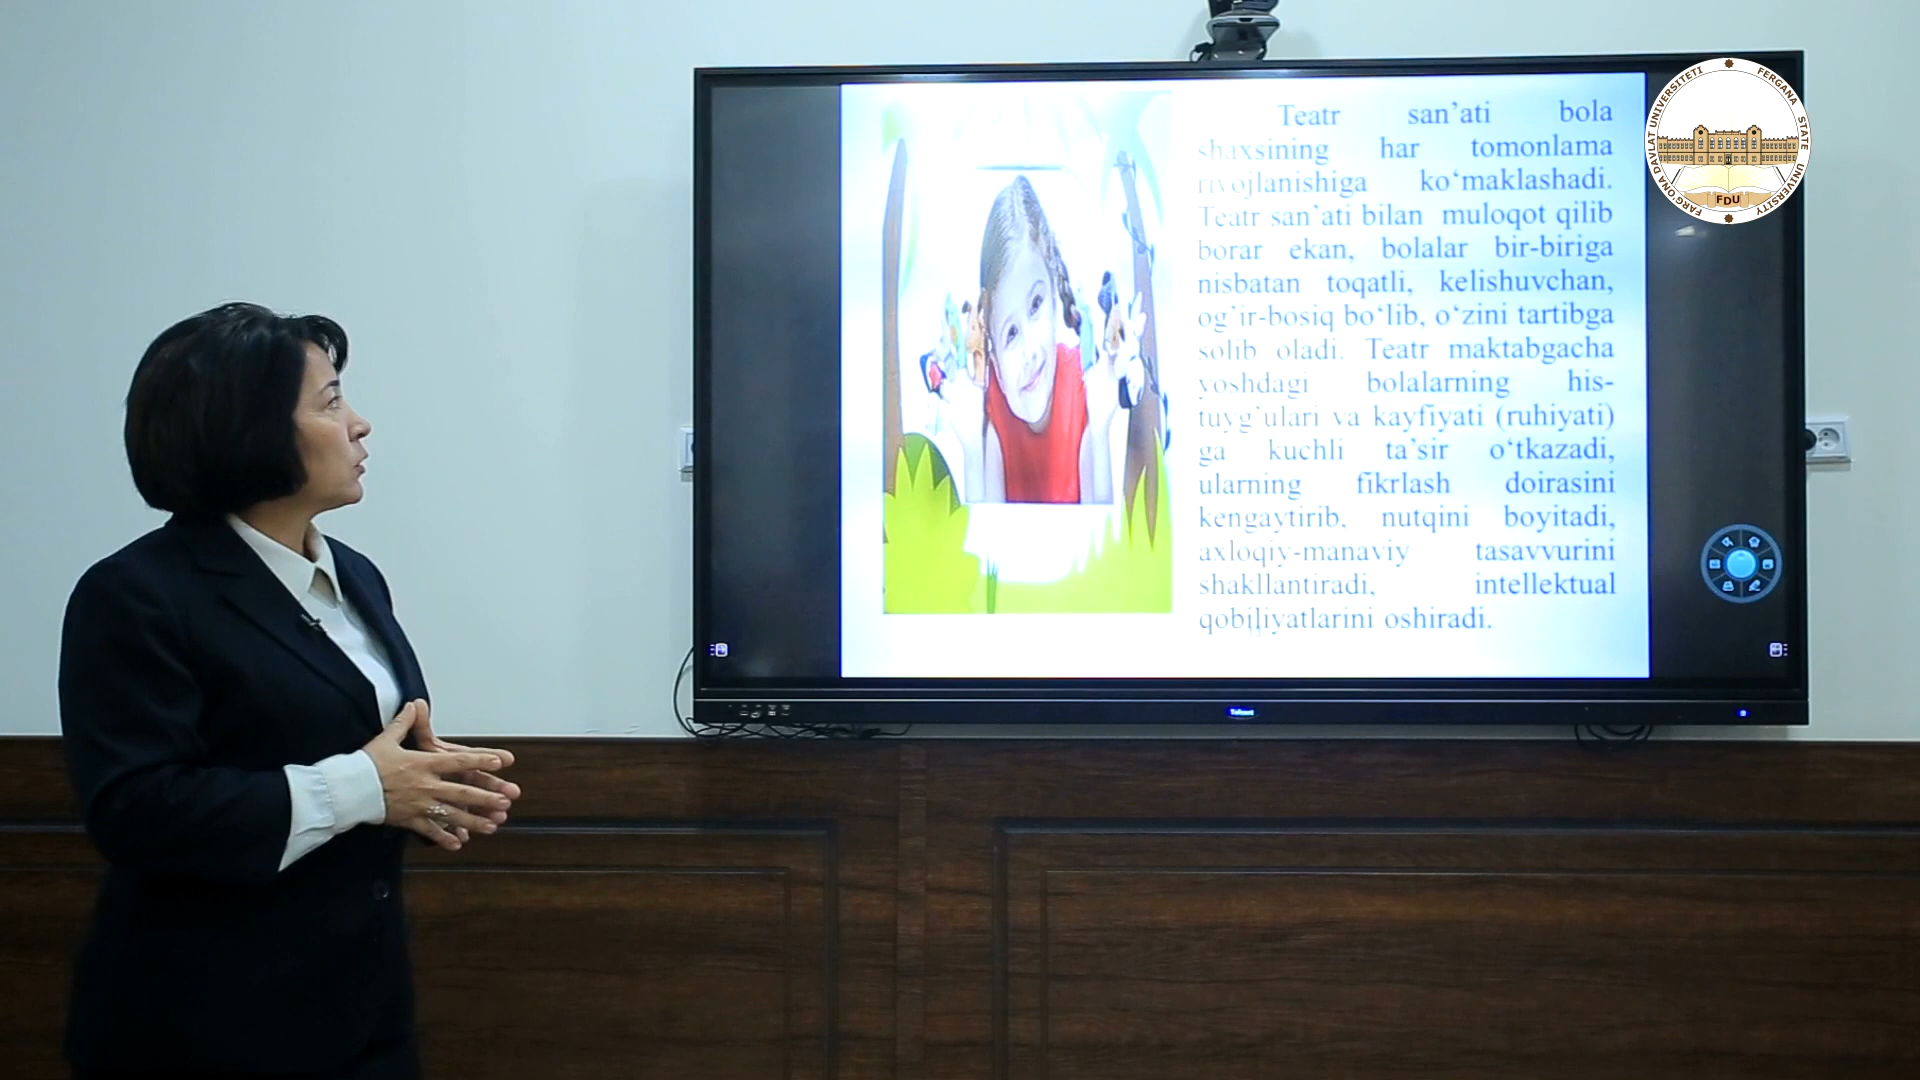 Teatr san’ati bola
shaxsining har tomonlama
rivojlanishiga ko‘maklashadi.
Teatr san’ati bilan muloqot qilib
borar ekan, bolalar bir-biriga
nisbatan toqatli, kelishuvchan,
og’ir-bosiq bo‘lib, o‘zini tartibga
solib oladi. Teatr maktabgacha
yoshdagi bolalarning his-
tuyg’ulari va kayfiyati (ruhiyati)
ga kuchli ta’sir o‘tkazadi,
ularning fikrlash doirasini
kengaytirib, nutqini boyitadi,
axloqiy-manaviy tasavvurini
shakllantiradi, intellektual
qobiliyatlarini oshiradi.
FARG'ONA DAVLAT UNIVERSITETI
FERGANA STATE UNIVERSITY
FDU